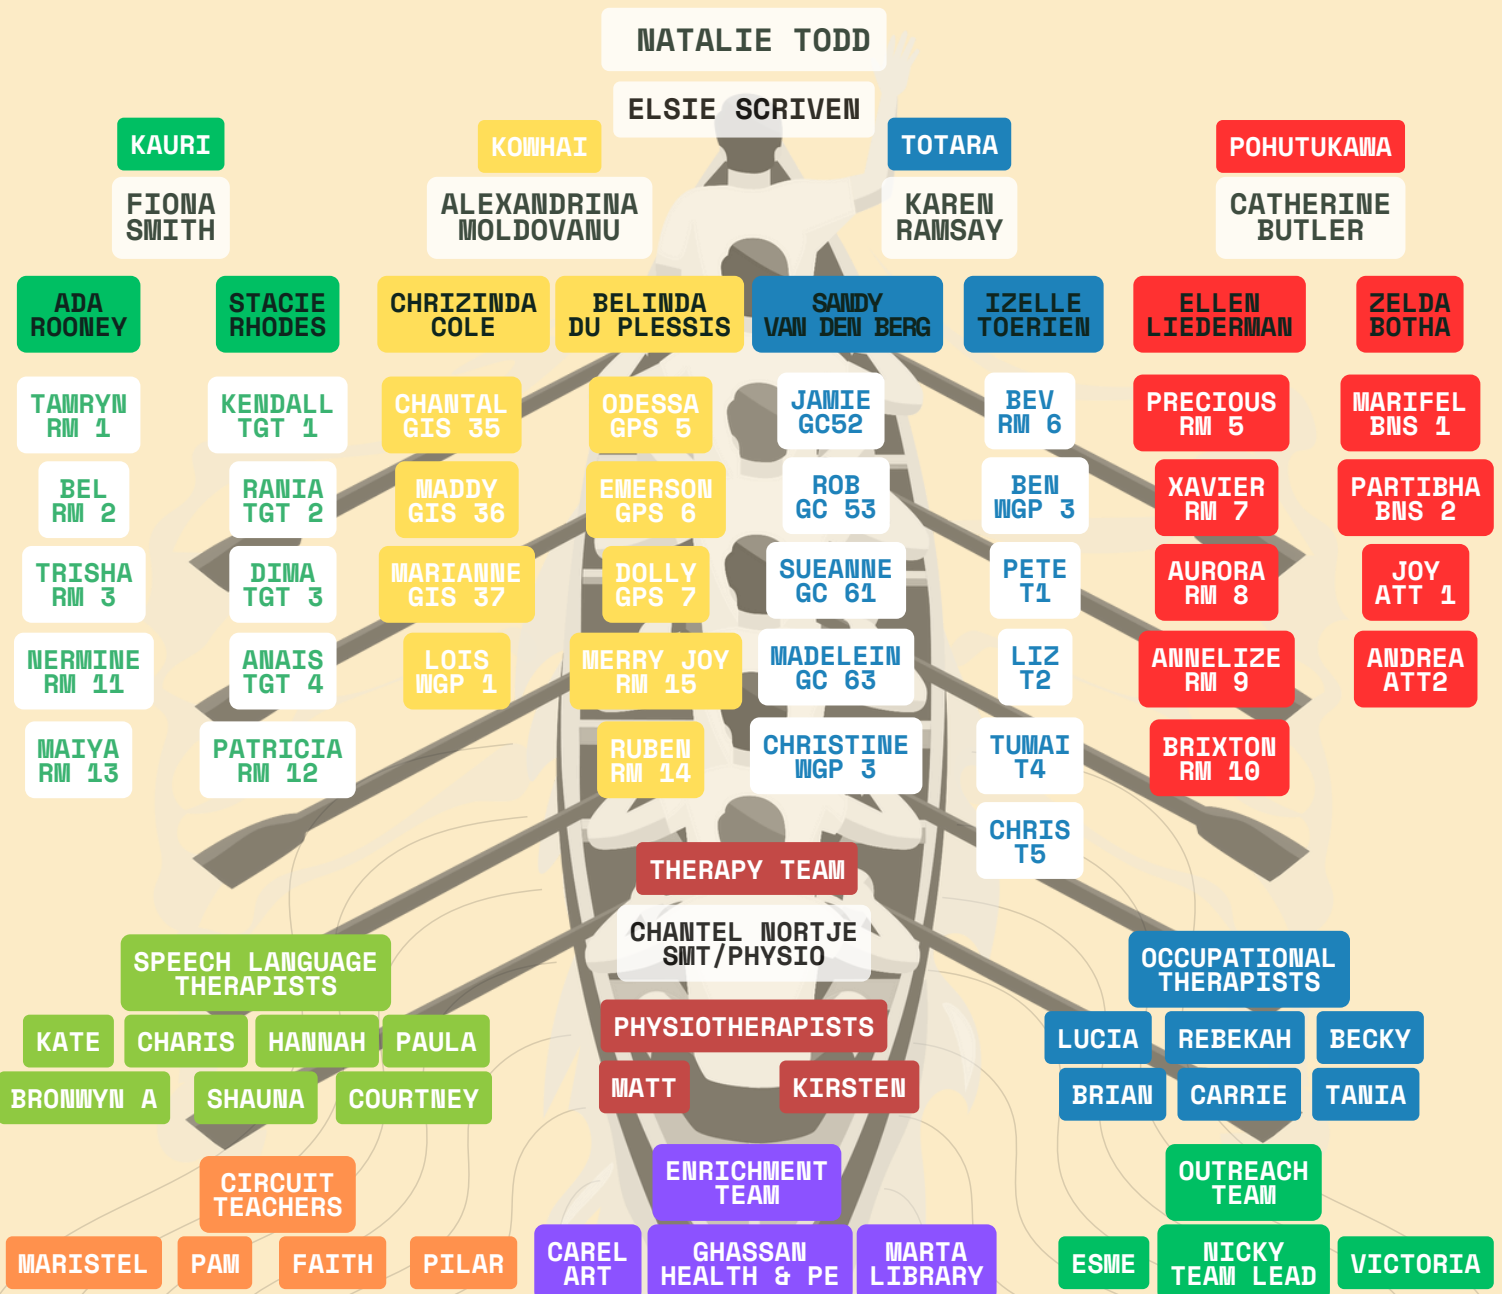 NATALIE TODD
ELSIE SCRIVEN
KAURI
FIONA
SMITH
KOWHAI
ALEXANDRINA
MOLDOVANU
TOTARA
KAREN
RAMSAY
POHUTUKAWA
CATHERINE
BUTLER
ADA
ROONEY
TAMRYN
RM 1
BEL
RM 2
TRISHA
RM 3
NERMINE
RM 11
MAIYA
RM 13
STACIE
RHODES
KENDALL
TGT 1
RANIA
TGT 2
DIMA
TGT 3
ANAIS
TGT 4
PATRICIA
RM 12
CHRIZINDA
COLE
CHANTAL
GIS 35
MADDY
GIS 36
MARIANNE
GIS 37
LOIS
WGP 1
BELINDA
DU PLESSIS
ODESSA
GPS 5
EMERSON
GPS 6
DOLLY
GPS 7
MERRY JOY
RM 15
RUBEN
RM 14
SANDY
VAN DEN BERG
JAMIE
GC52
ROB
GC 53
SUEANNE
GC 61
MADELEIN
GC 63
CHRISTINE
WGP 3
IZELLE
TOERIEN
BEV
RM 6
BEN
WGP 3
PETE
T1
LIZ
T2
TUMAI
T4
CHRIS
T5
ELLEN
LIEDERMAN
PRECIOUS
RM 5
XAVIER
RM 7
AURORA
RM 8
ANNELIZE
RM 9
BRIXTON
RM 10
ZELDA
BOTHA
MARIFEL
BNS 1
PARTIBHA
BNS 2
JOY
ATT 1
ANDREA
ATT2
THERAPY TEAM
CHANTEL NORTJE
SMT/PHYSIO
SPEECH LANGUAGE
THERAPISTS
KATE
CHARIS
HANNAH
PAULA
BRONWYN A
SHAUNA
COURTNEY
PHYSIOTHERAPISTS
MATT
KIRSTEN
OCCUPATIONAL
THERAPISTS
LUCIA
REBEKAH
BECKY
BRIAN
CARRIE
TANIA
CIRCUIT
TEACHERS
MARISTEL
PAM
FAITH
PILAR
ENRICHMENT
TEAM
CAREL
ART
GHASSAN
HEALTH & PE
MARTA
LIBRARY
OUTREACH
TEAM
ESME
NICKY
TEAM LEAD
VICTORIA